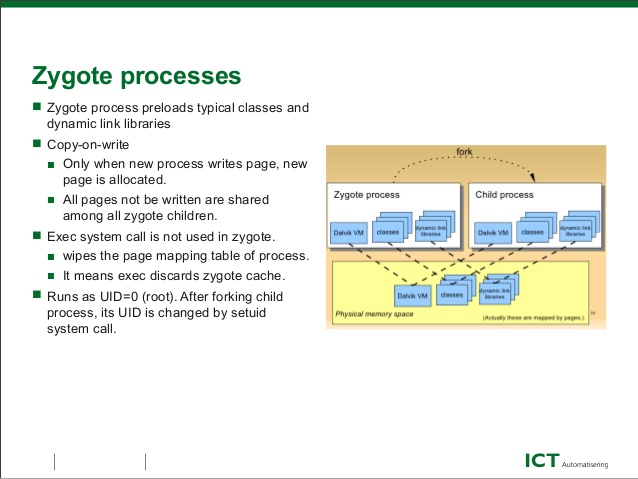 Zygote processes
Zygote process preloads typical classes and
dynamic link libraries
Copy-on-write
Only when new process writes page, new
page is allocated.
All pages not be written are shared
among all zygote children.
Exec system call is not used in zygote.
wipes the page mapping table of process.
It means exec discards zygote cache.
Runs as UID=0 (root). After forking child
process, its UID is changed by setuid
system call.
fork
Zygote process
Child process
Dalvik VM
classes
dynamic link
libraries
Dalvik VM
classes
dynamic link
libraries
Dalvik VM
classes
dynamic link
libraries
Physical memory space
(Actually these are mapped by pages.)
ICT Automatisering